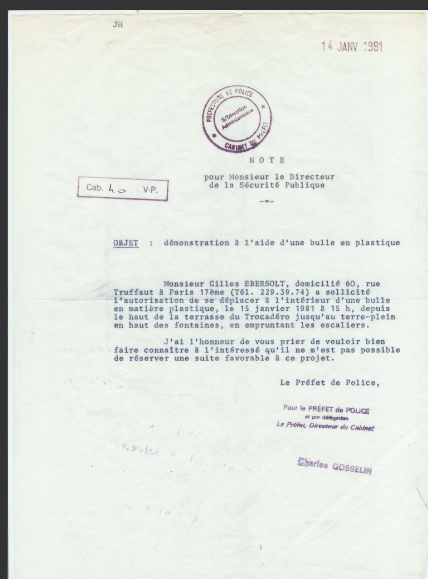 JH
14 JANV 1981
PREFECTURE DE POLICE
S/Direction
Administrative
CABINET DU PREFET
N O T E
pour Monsieur le Directeur
de la Sécurité Publique
-=-
Cab. V-P.
OBJET : démonstration à l'aide d'une bulle en plastique
Monsieur Gilles EBERSOLT, domicilié 60, rue
Truffaut à Paris 17ème (Tél. 229.39.74) a sollicité
l'autorisation de se déplacer à l'intérieur d'une bulle
en matière plastique, le 15 janvier 1981 à 15 h, depuis
le haut de la terrasse du Trocadéro jusqu'au terre-plein
en haut des fontaines, en empruntant les escaliers.
J'ai l'honneur de vous prier de vouloir bien
faire connaître à l'intéressé qu'il ne m'est pas possible
de réserver une suite favorable à ce projet.
Le Préfet de Police,
Pour le PRÉFET de POLICE
et par délégation
Le Préfet, Directeur du Cabinet
Charles GOSSELIN